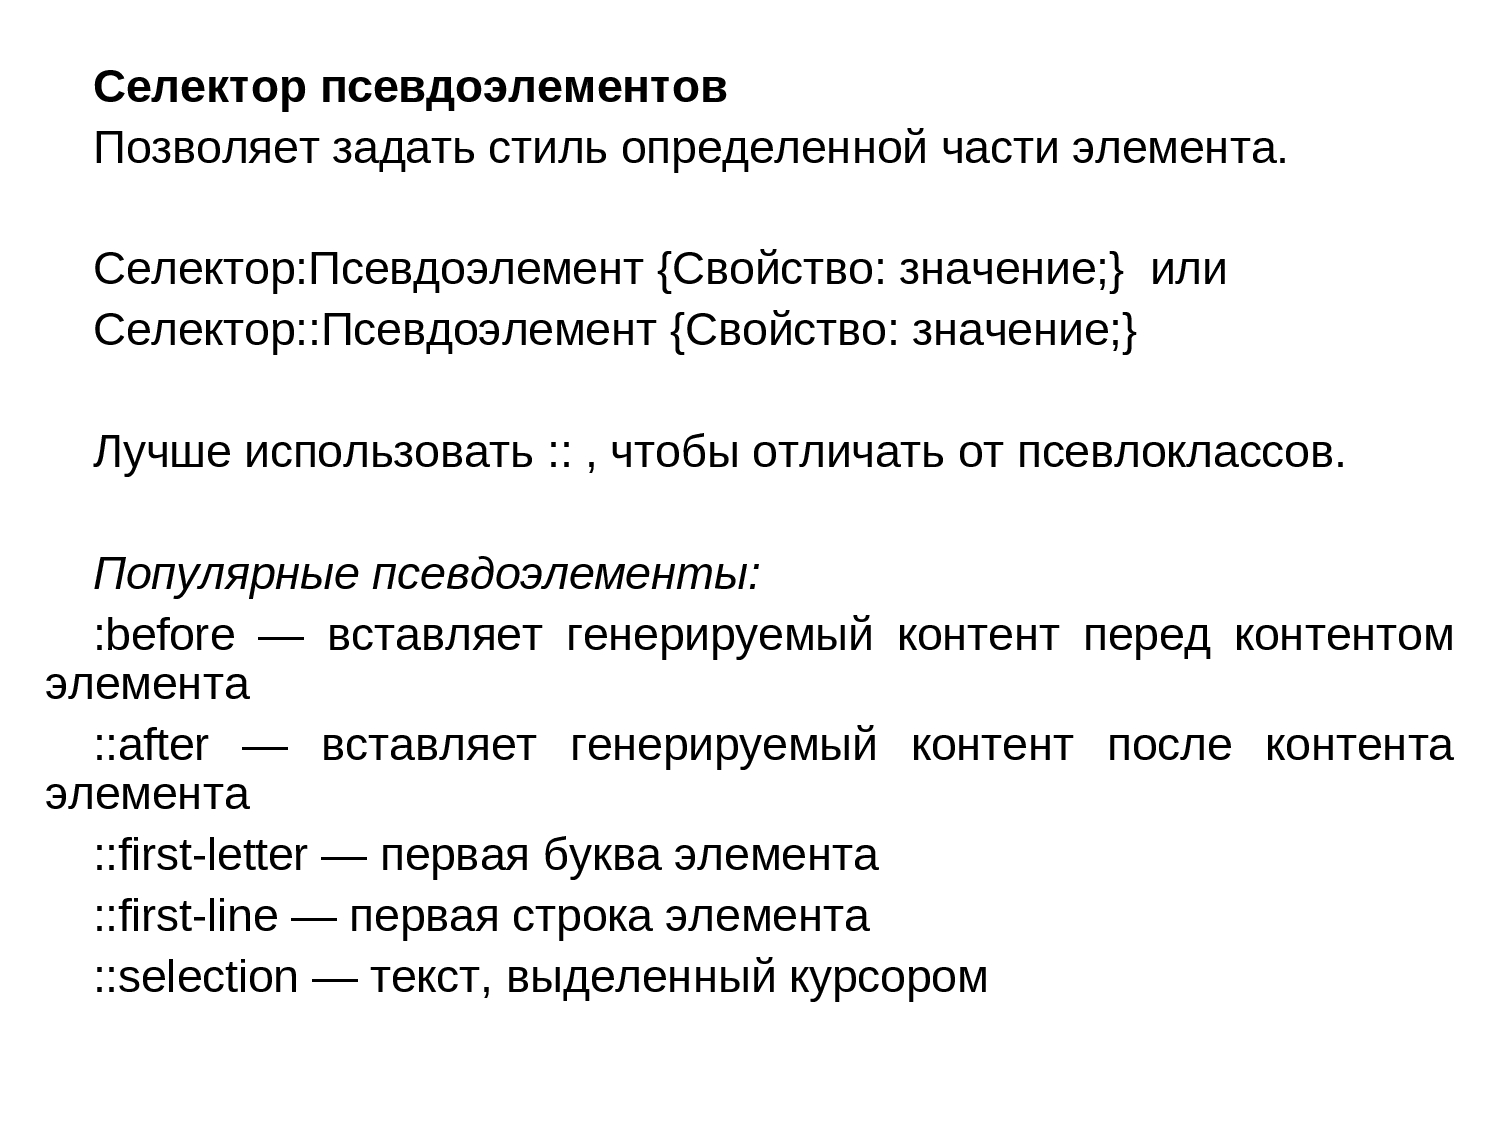 Селектор псевдоэлементов
Позволяет задать стиль определенной части элемента.
Селектор:Псевдоэлемент {Свойство: значение;}  или
Селектор::Псевдоэлемент {Свойство: значение;}
Лучше использовать :: , чтобы отличать от псевлоклассов.
Популярные псевдоэлементы:
:before — вставляет генерируемый контент перед контентом
элемента
::after — вставляет генерируемый контент после контента
элемента
::first-letter — первая буква элемента
::first-line — первая строка элемента
::selection — текст, выделенный курсором